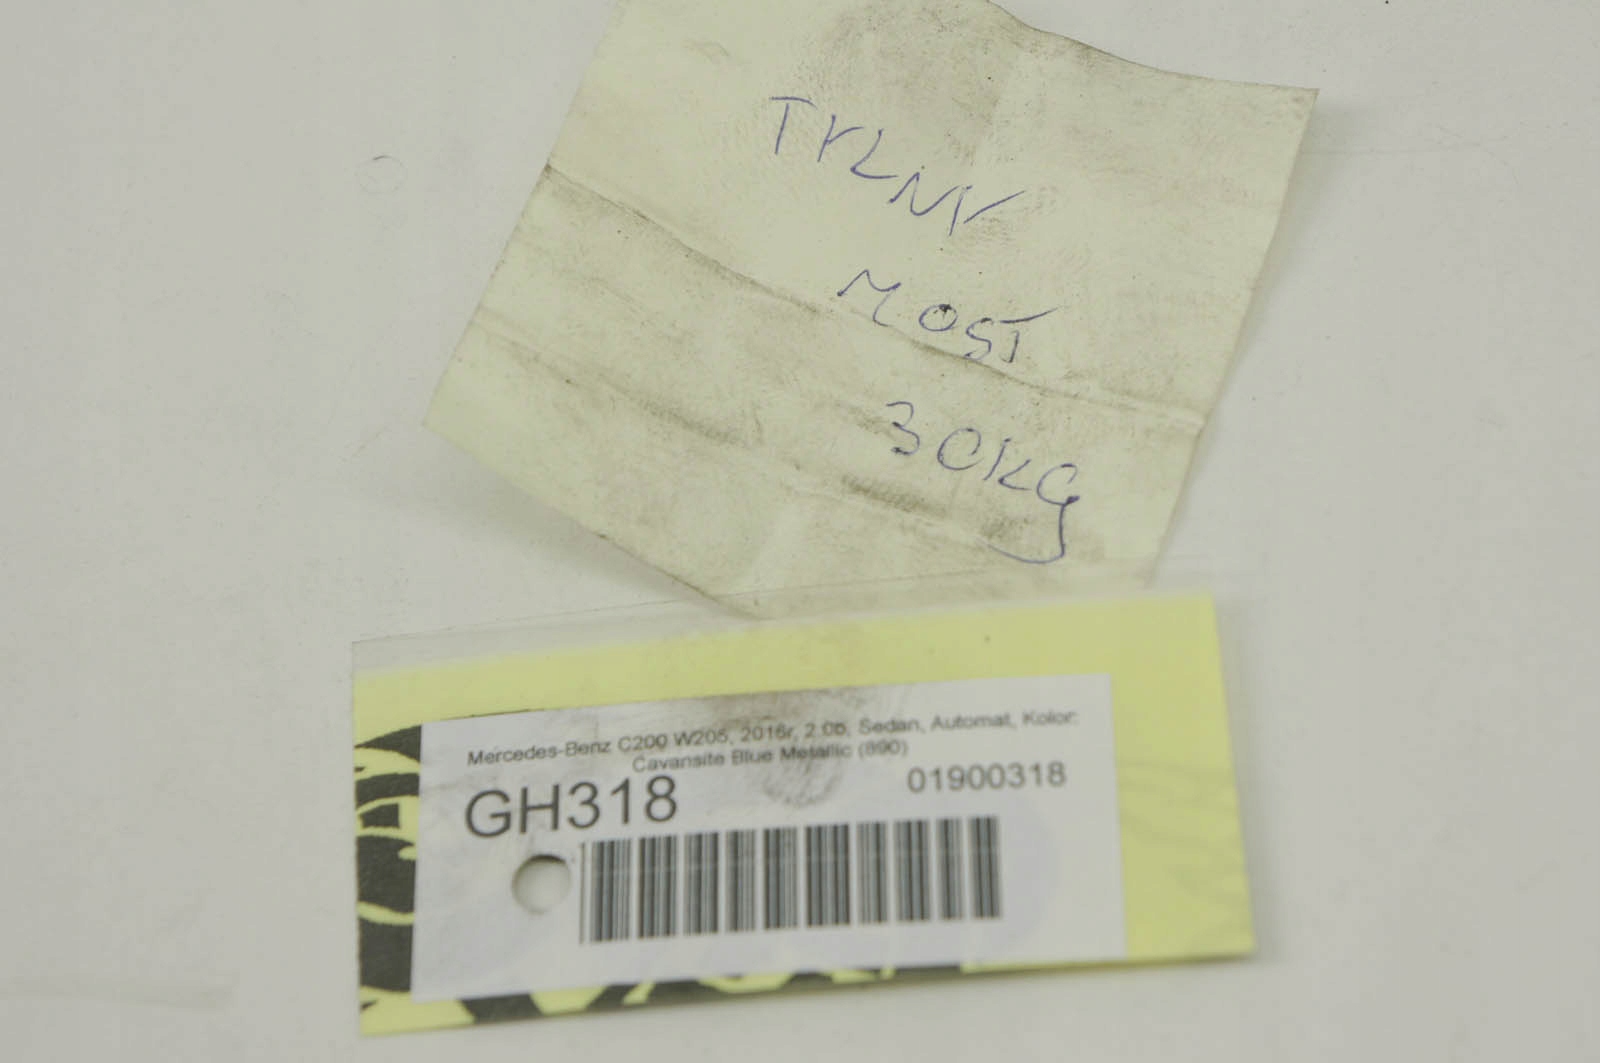 TYLNY
MOST
30KG
Mercedes-Benz C200 W205, 2016r, 2.0b, Sedan, Automat, Kolor:
Cavansite Blue Metallic (890)
GH318
01900318